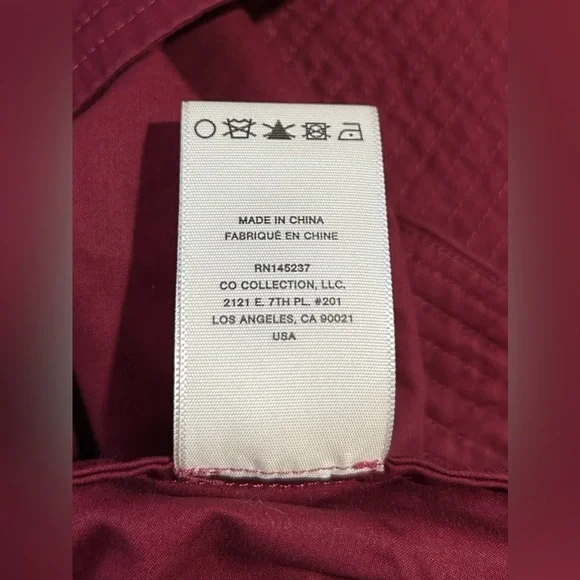 MADE IN CHINA
FABRIQUÉ EN CHINE
RN145237
CO COLLECTION, LLC.
2121 E. 7TH PL. #201
LOS ANGELES, CA 90021
USA